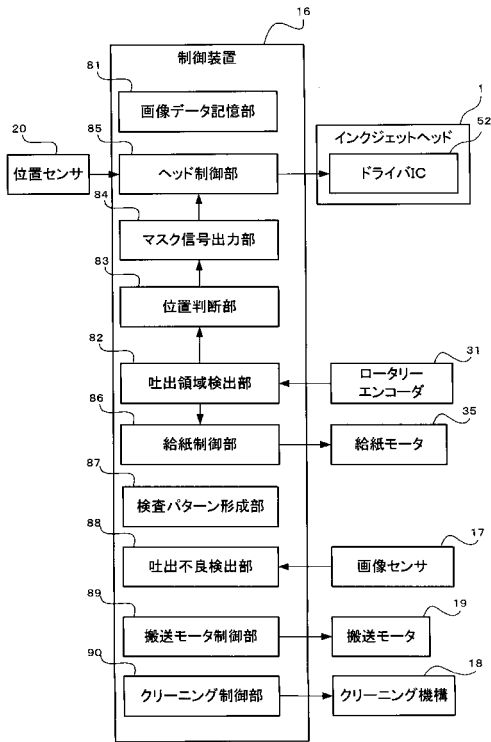 16
制御装置
81
画像データ記憶部
1
インクジェットヘッド
20
位置センサ
85
ヘッド制御部
52
ドライバIC
84
マスク信号出力部
83
位置判断部
82
吐出領域検出部
31
ロータリー
エンコーダ
86
給紙制御部
35
給紙モータ
87
検査パターン形成部
88
吐出不良検出部
17
画像センサ
89
搬送モータ制御部
19
搬送モータ
90
クリーニング制御部
18
クリーニング機構